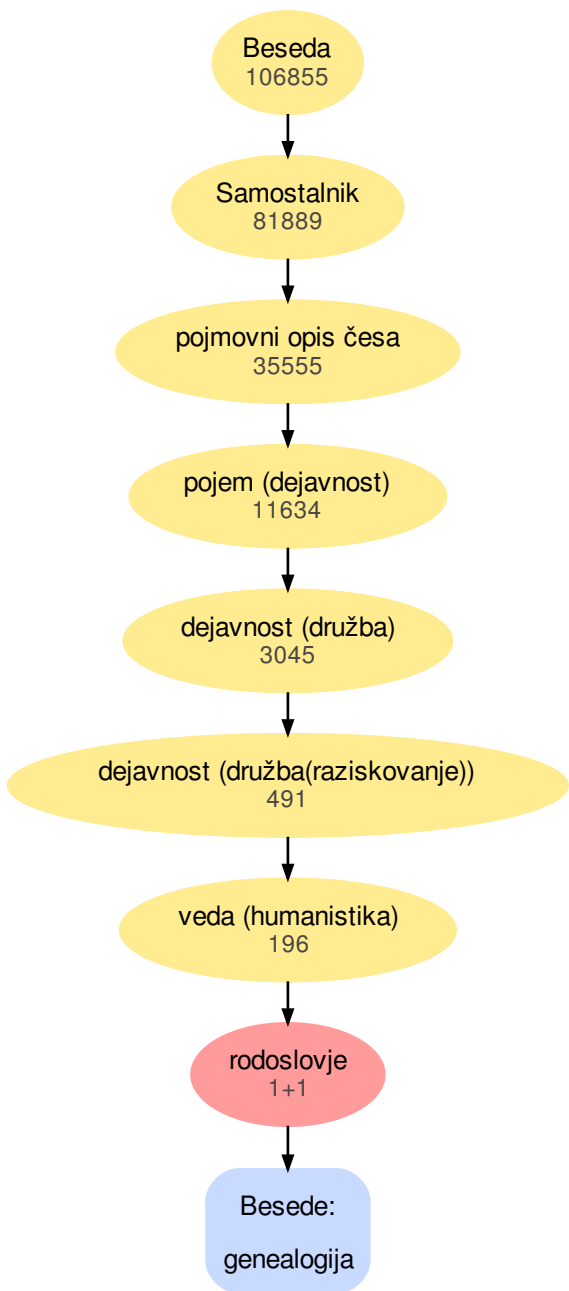 Beseda
106855
Samostalnik
81889
pojmovni opis česa
35555
pojem (dejavnost)
11634
dejavnost (družba)
3045
dejavnost (družba(raziskovanje))
491
veda (humanistika)
196
rodoslovje
1+1
Besede:
genealogija